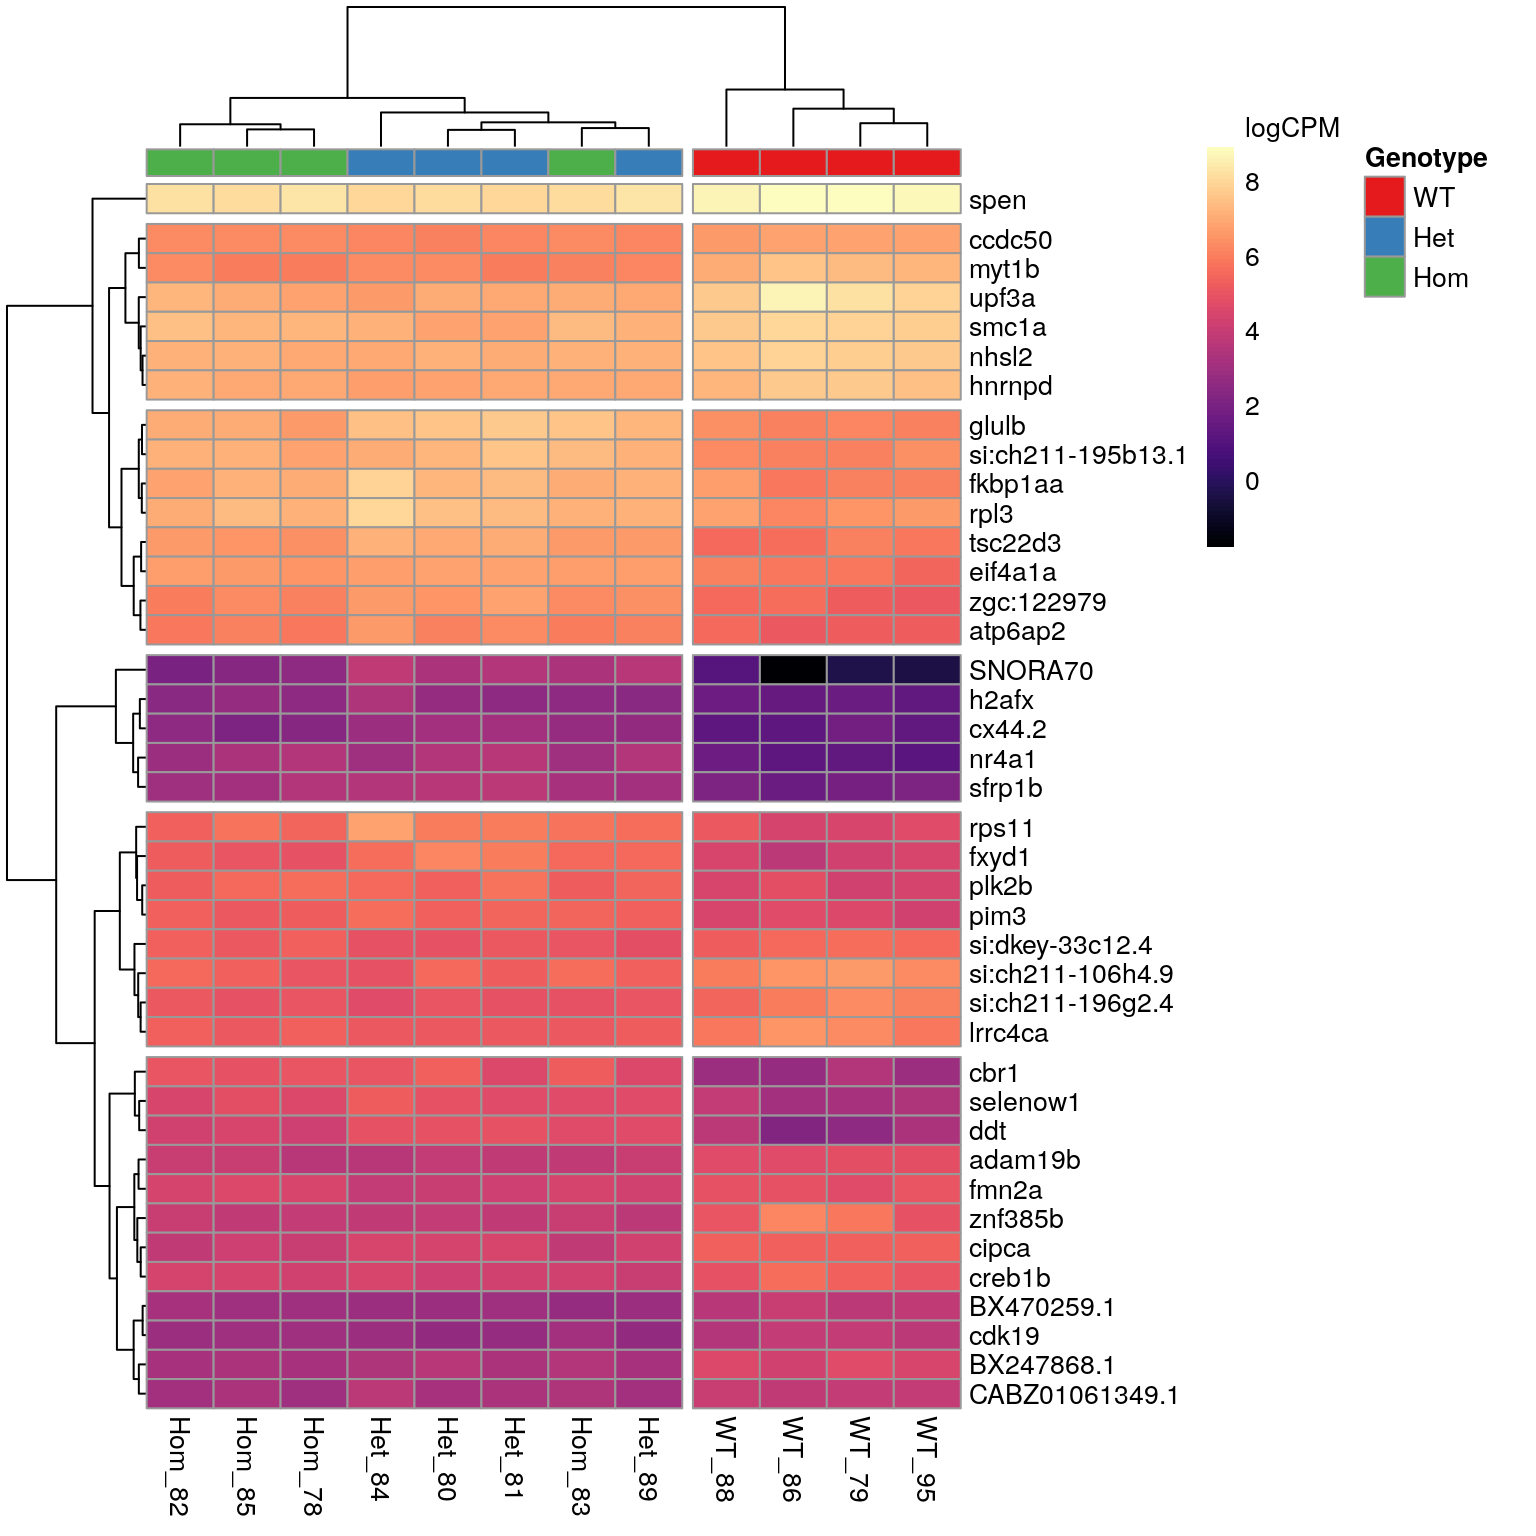 logCPM
8
6
4
2
0
Genotype
WT
Het
Hom
spen
ccdc50
myt1b
upf3a
smc1a
nhsl2
hnrnpd
glulb
si:ch211-195b13.1
fkbp1aa
rpl3
tsc22d3
eif4a1a
zgc:122979
atp6ap2
SNORA70
h2afx
cx44.2
nr4a1
sfrp1b
rps11
fxyd1
plk2b
pim3
si:dkey-33c12.4
si:ch211-106h4.9
si:ch211-196g2.4
lrrc4ca
cbr1
selenow1
ddt
adam19b
fmn2a
znf385b
cipca
creb1b
BX470259.1
cdk19
BX247868.1
CABZ01061349.1
Hom_82
Hom_85
Hom_78
Het_84
Het_80
Het_81
Hom_83
Het_89
WT_88
WT_86
WT_79
WT_95